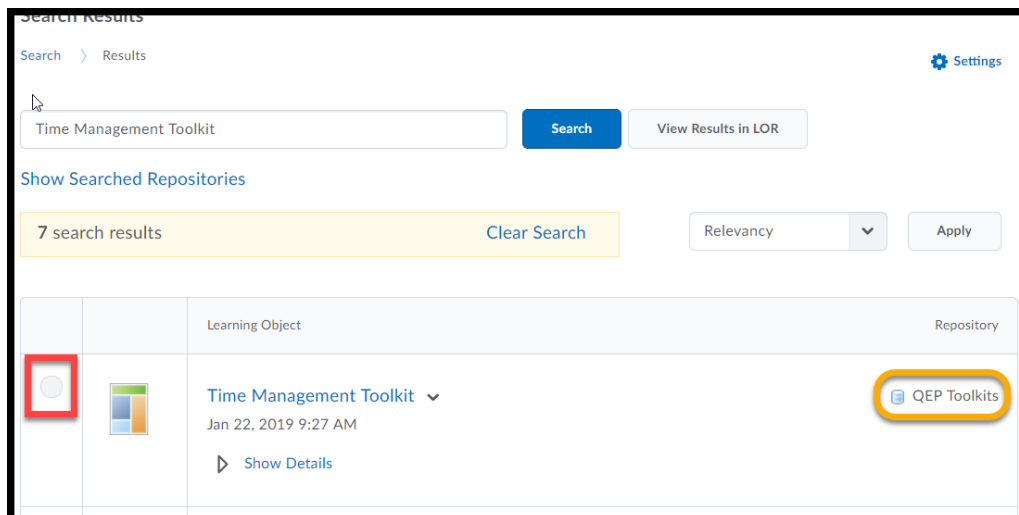 Search Results
Search Results
Settings
Time Management Toolkit
Search View Results in LOR
Show Searched Repositories
7 search results Clear Search Relevancy Apply
Learning Object Repository
Time Management Toolkit QEP Toolkits
Jan 22, 2019 9:27 AM
Show Details